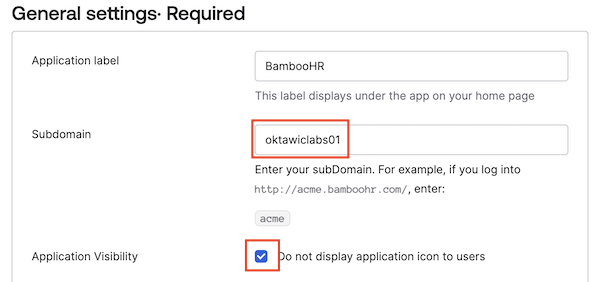 General settings· Required
Application label
BambooHR
This label displays under the app on your home page
Subdomain
oktawiclabs01
Enter your subDomain. For example, if you log into
http://acme.bamboohr.com/, enter:
acme
Application Visibility
Do not display application icon to users